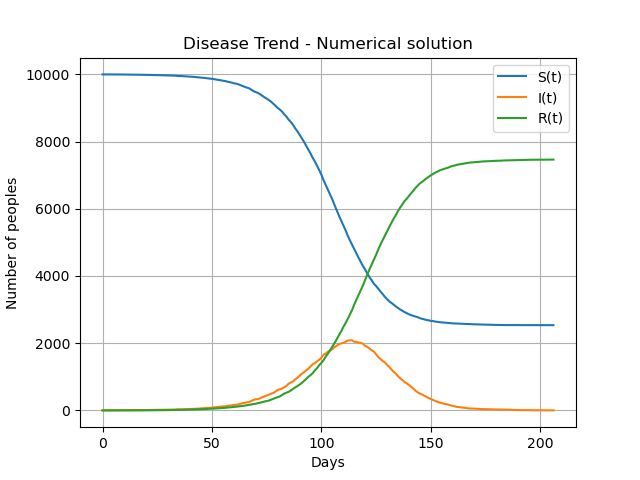 Disease Trend - Numerical solution
10000
8000
6000
4000
2000
0
Number of peoples
S(t)
I(t)
R(t)
0 50 100 150 200
Days